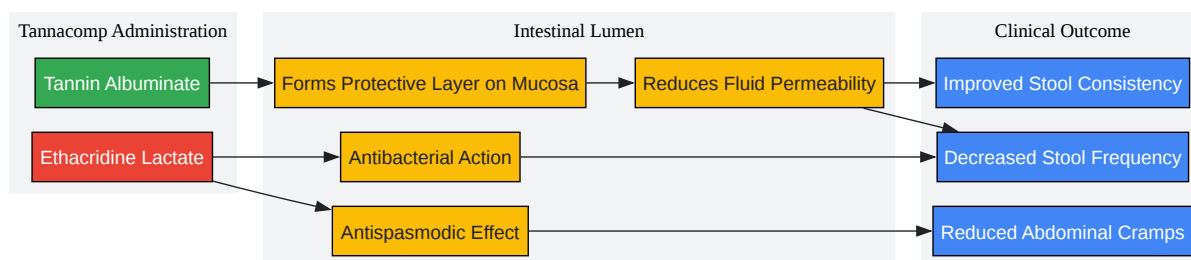 Tannacomp Administration
Intestinal Lumen
Clinical Outcome
Tannin Albuminate
Forms Protective Layer on Mucosa
Reduces Fluid Permeability
Improved Stool Consistency
Ethacridine Lactate
Antibacterial Action
Decreased Stool Frequency
Antispasmodic Effect
Reduced Abdominal Cramps